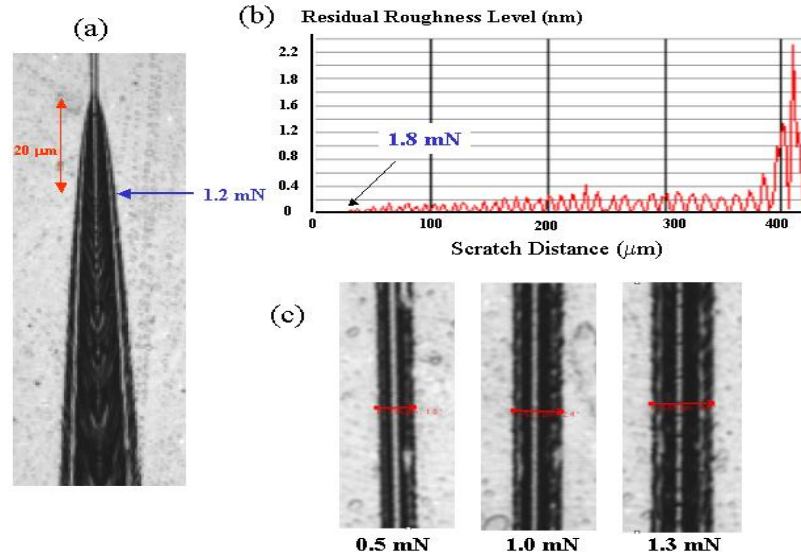 (a)
20 μm
1.2 mN
(b)
Residual Roughness Level (nm)
2.2
1.8
1.6
1.2
0.8
0.4
0
1.8 mN
0
100
200
300
400
Scratch Distance (μm)
(c)
0.5 mN
1.0 mN
1.3 mN